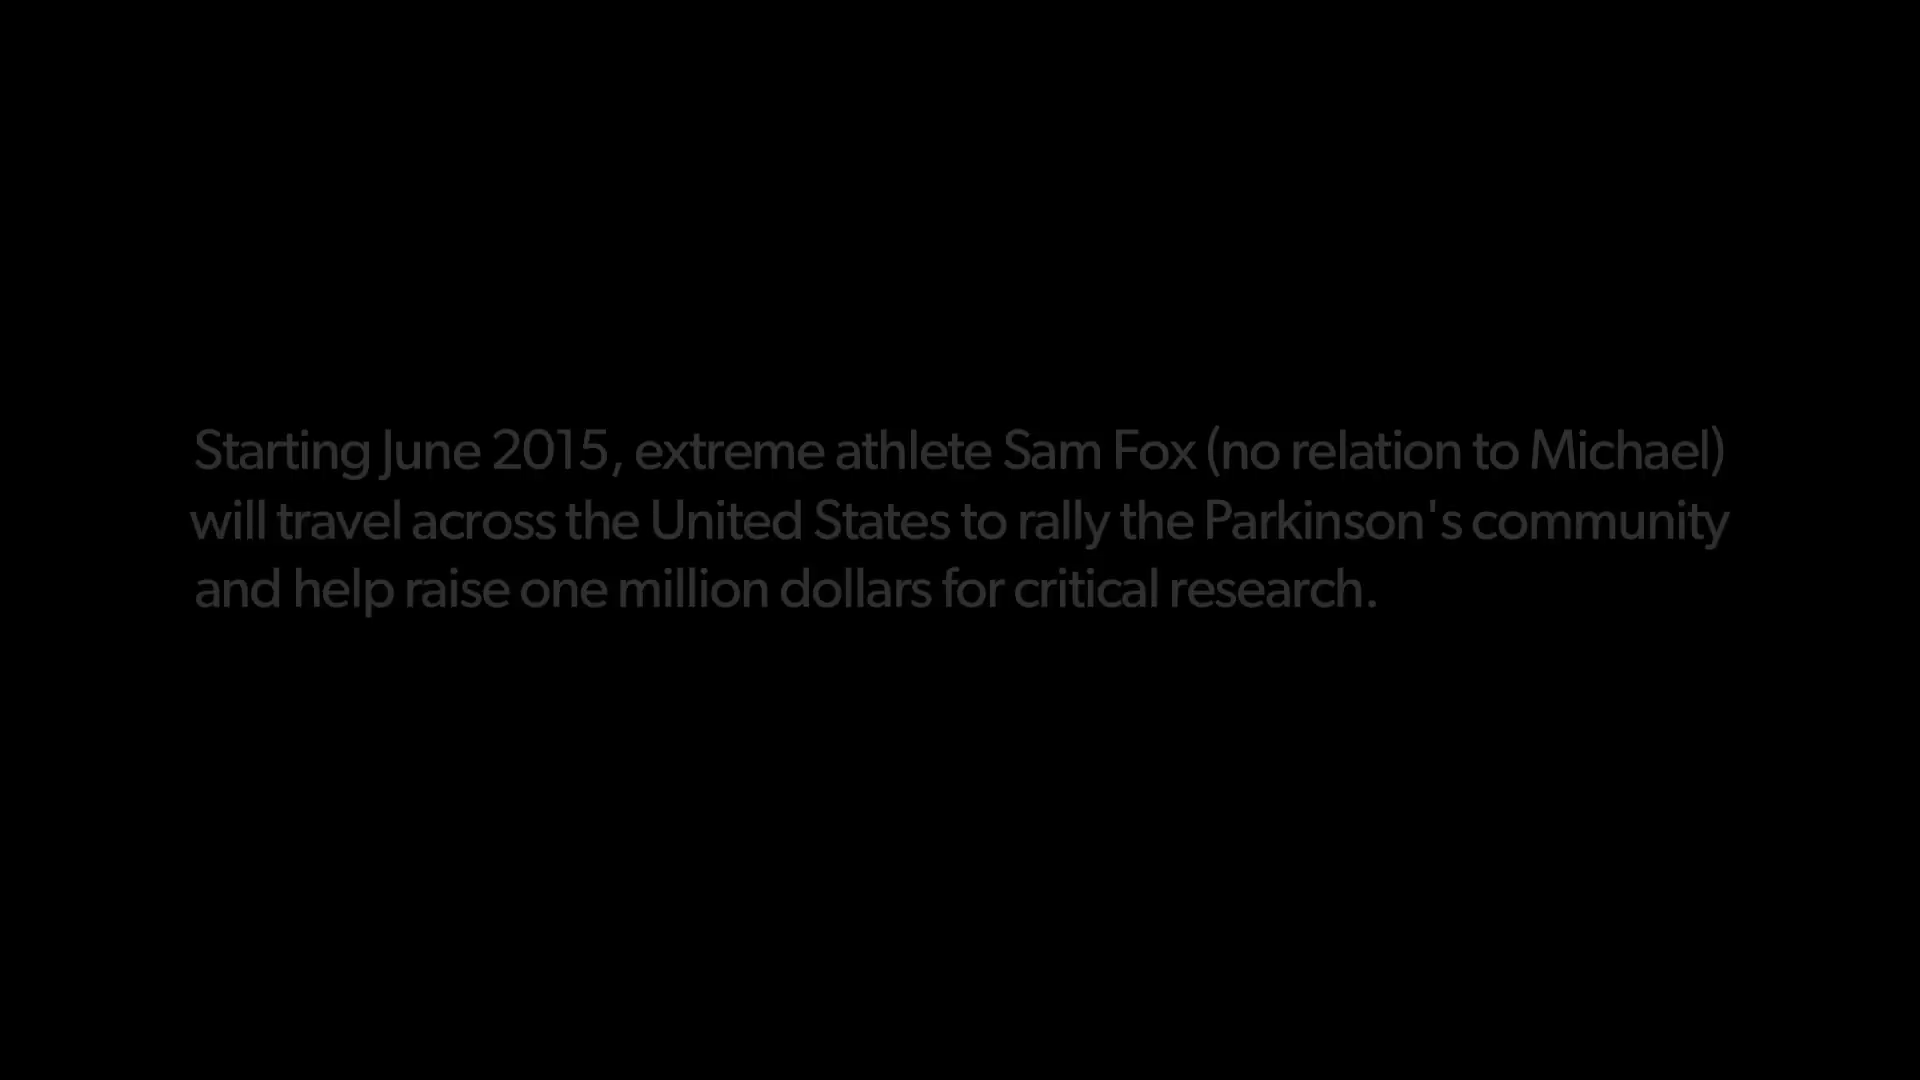 Starting June 2015, extreme athlete Sam Fox (no relation to Michael)
will travel across the United States to rally the Parkinson's community
and help raise one million dollars for critical research.